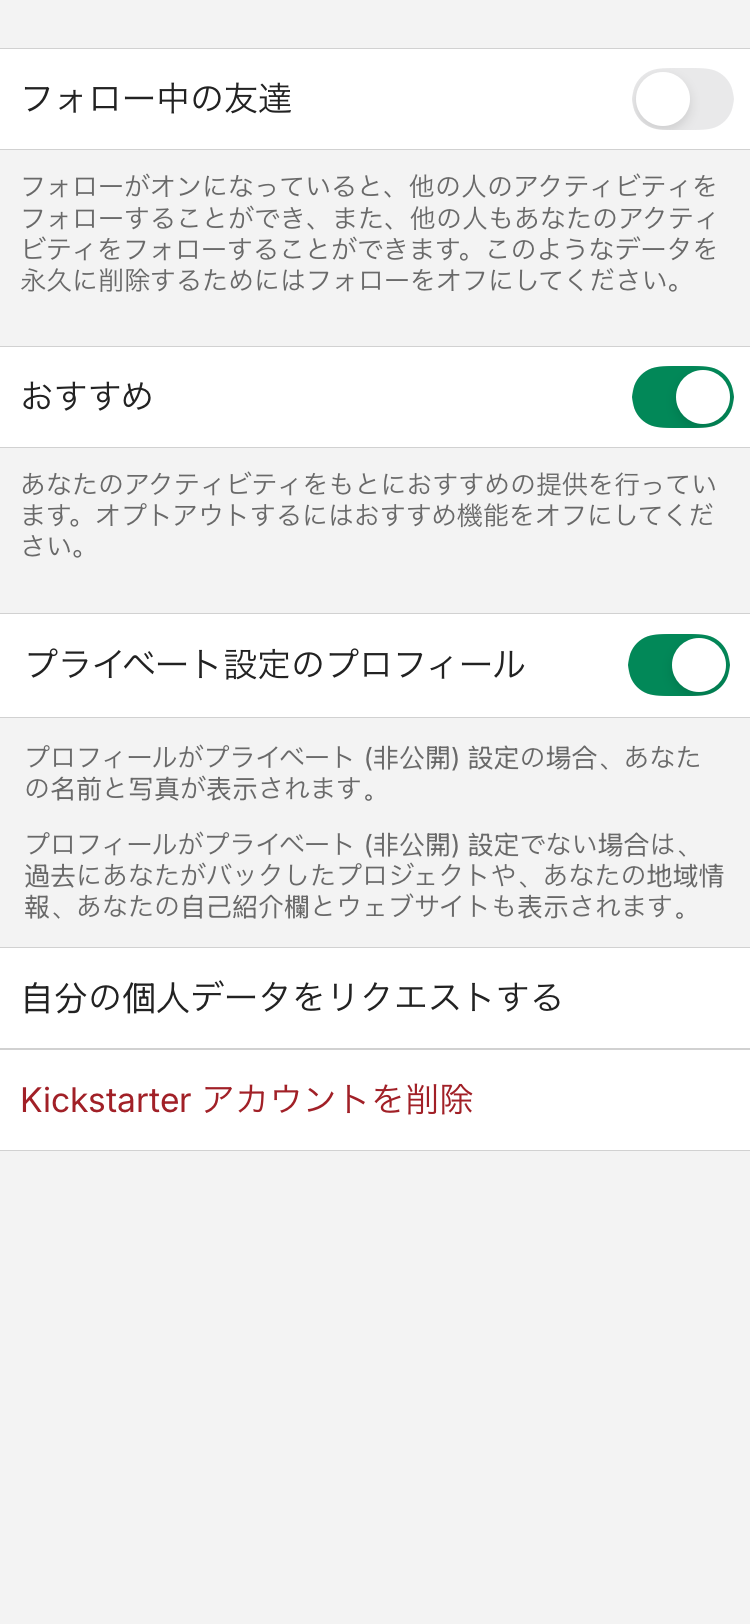 フォロー中の友達
フォローがオンになっていると、他の人のアクティビティを
フォローすることができ、また、他の人もあなたのアクティ
ビティをフォローすることができます。このようなデータを
永久に削除するためにはフォローをオフにしてください。
おすすめ
あなたのアクティビティをもとにおすすめの提供を行ってい
ます。オプトアウトするにはおすすめ機能をオフにしてくだ
さい。
プライベート設定のプロフィール
プロフィールがプライベート (非公開) 設定の場合、あなた
の名前と写真が表示されます。
プロフィールがプライベート (非公開) 設定でない場合は、
過去にあなたがバックしたプロジェクトや、あなたの地域情
報、あなたの自己紹介欄とウェブサイトも表示されます。
自分の個人データをリクエストする
Kickstarter アカウントを削除